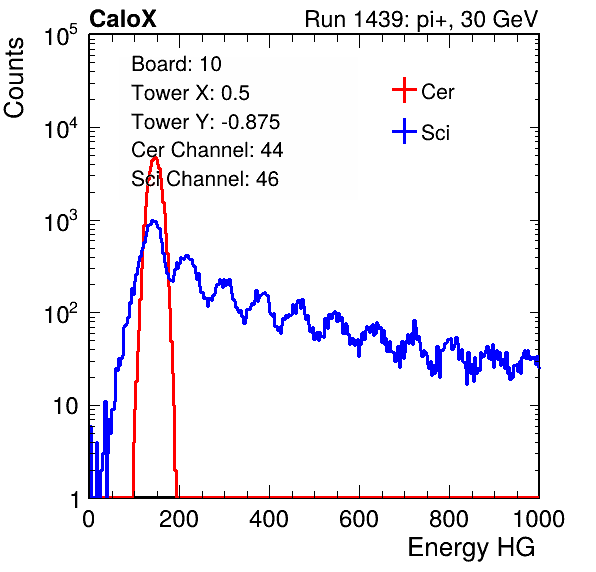 CaloX Run 1439: pi+, 30 GeV
Counts
Board: 10
Tower X: 0.5
Tower Y: -0.875
Cer Channel: 44
Sci Channel: 46
Cer
Sci
10^5
10^4
10^3
10^2
10
1
0 200 400 600 800 1000
Energy HG